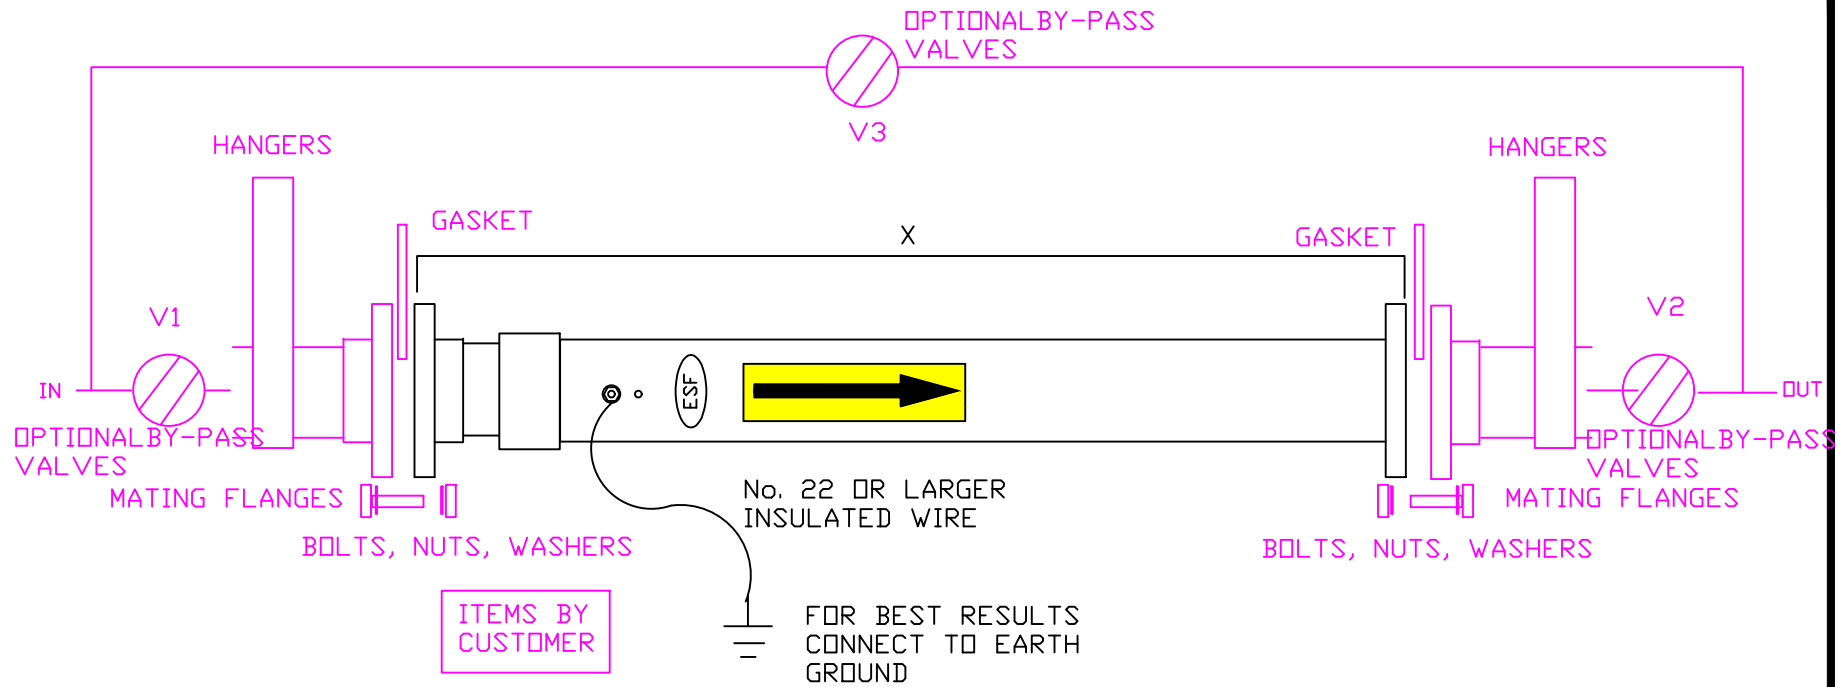 OPTIONALBY-PASS
VALVES
V3
HANGERS
HANGERS
GASKET
X
GASKET
V1
V2
IN
ESF
OUT
OPTIONALBY-PASS
VALVES
OPTIONALBY-PASS
VALVES
MATING FLANGES
No. 22 OR LARGER
INSULATED WIRE
MATING FLANGES
BOLTS, NUTS, WASHERS
BOLTS, NUTS, WASHERS
ITEMS BY
CUSTOMER
FOR BEST RESULTS
CONNECT TO EARTH
GROUND